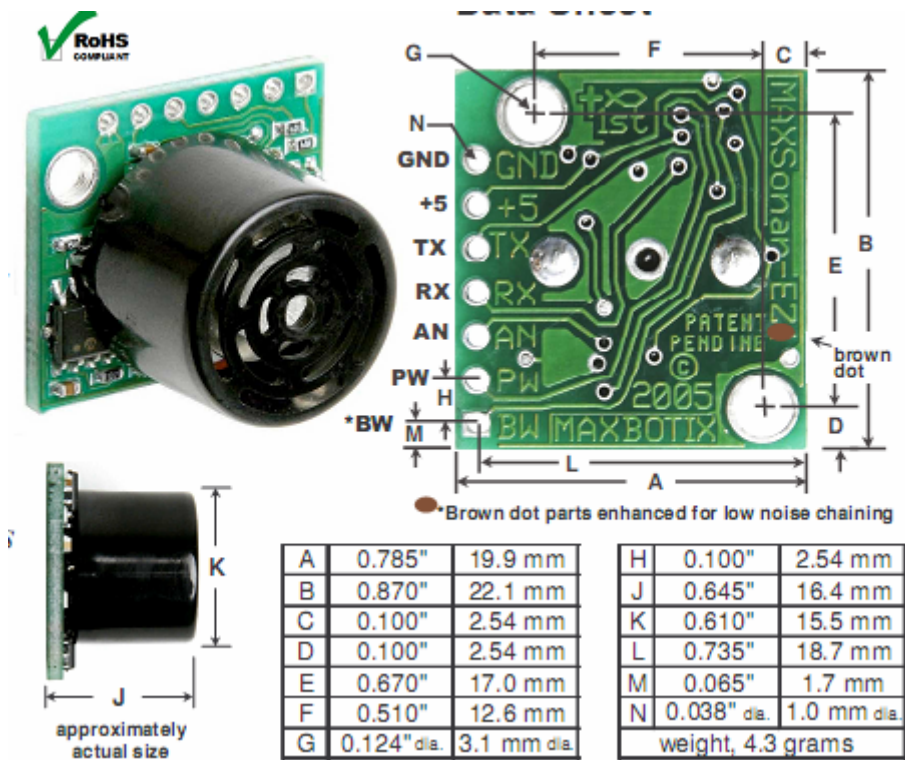 RoHS
COMPLIANT
G
F
C
N
GND
+5
TX
RX
AN
PW
H
*BW
M
GND
+5
TX
RX
AN
PW
BW
1st
MAXSonar E2
PATENT
PENDING
©
2005
MAXBOTIX
B
E
D
brown
dot
L
A
*Brown dot parts enhanced for low noise chaining
K
J
approximately
actual size
A 0.785" 19.9 mm
B 0.870" 22.1 mm
C 0.100" 2.54 mm
D 0.100" 2.54 mm
E 0.670" 17.0 mm
F 0.510" 12.6 mm
G 0.124" dia. 3.1 mm dia.
H 0.100" 2.54 mm
J 0.645" 16.4 mm
K 0.610" 15.5 mm
L 0.735" 18.7 mm
M 0.065" 1.7 mm
N 0.038" dia. 1.0 mm dia.
weight, 4.3 grams